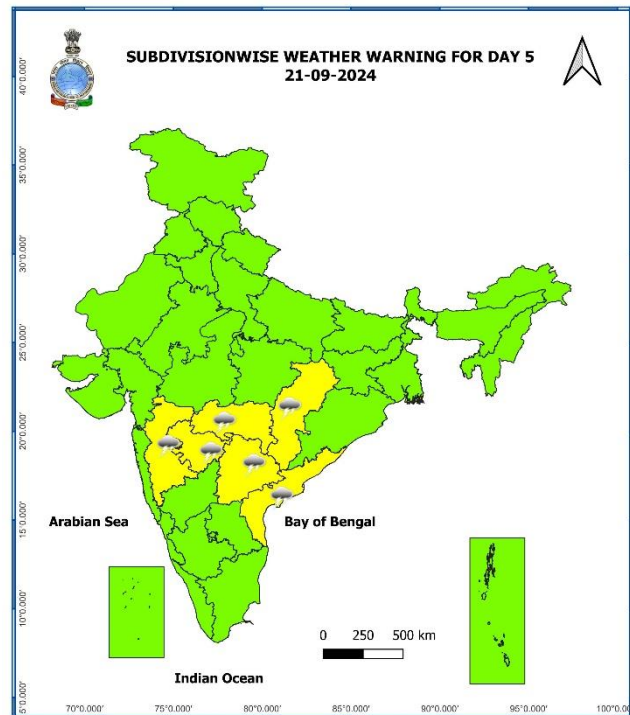 SUBDIVISIONWISE WEATHER WARNING FOR DAY 5
21-09-2024
40°0.000'
35°0.000'
30°0.000'
25°0.000'
20°0.000'
15°0.000'
10°0.000'
5°0.000'
Arabian Sea
Bay of Bengal
0 250 500 km
Indian Ocean
70°0.000' 75°0.000' 80°0.000' 85°0.000' 90°0.000' 95°0.000' 100°0.00